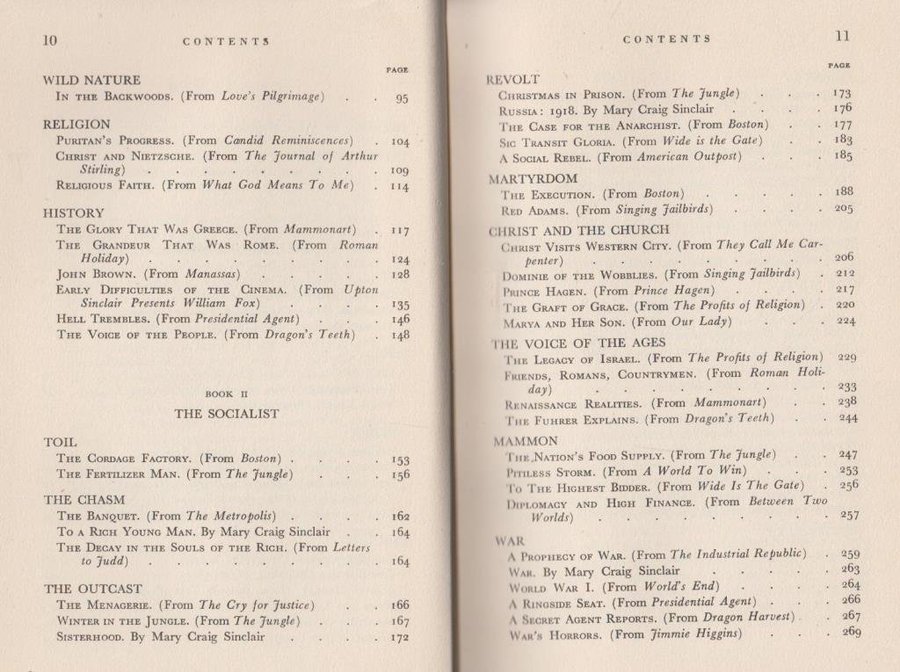 10 CONTENTS
PAGE
WILD NATURE
In the Backwoods. (From Love's Pilgrimage) . . 95
RELIGION
Puritan's Progress. (From Candid Reminiscences) . 104
Christ and Nietzsche. (From The Journal of Arthur
Stirling) . . . . . . . . 109
Religious Faith. (From What God Means To Me) . 114
HISTORY
The Glory That Was Greece. (From Mammonart) . 117
The Grandeur That Was Rome. (From Roman
Holiday) . . . . . . . . 124
John Brown. (From Manassas) . . . . . 128
Early Difficulties of the Cinema. (From Upton
Sinclair Presents William Fox) . . . . 135
Hell Trembles. (From Presidential Agent) . . . 146
The Voice of the People. (From Dragon's Teeth) . 148
BOOK II
THE SOCIALIST
TOIL
The Cordage Factory. (From Boston) . . . . 153
The Fertilizer Man. (From The Jungle) . . . 156
THE CHASM
The Banquet. (From The Metropolis) . . . . 162
To a Rich Young Man. By Mary Craig Sinclair . . 164
The Decay in the Souls of the Rich. (From Letters
to Judd) . . . . . . . . 164
THE OUTCAST
The Menagerie. (From The Cry for Justice) . . 166
Winter in the Jungle. (From The Jungle) . . . 167
Sisterhood. By Mary Craig Sinclair . . . . 172
CONTENTS 11
PAGE
REVOLT
Christmas in Prison. (From The Jungle) . . . 173
Russia: 1918. By Mary Craig Sinclair . . . . 176
The Case for the Anarchist. (From Boston) . . 177
Sic Transit Gloria. (From Wide is the Gate) . . 183
A Social Rebel. (From American Outpost) . . . 185
MARTYRDOM
The Execution. (From Boston) . . . . . 188
Red Adams. (From Singing Jailbirds) . . . . 205
CHRIST AND THE CHURCH
Christ Visits Western City. (From They Call Me Car-
penter) . . . . . . . . 206
Dominie of the Wobblies. (From Singing Jailbirds) . 212
Prince Hagen. (From Prince Hagen) . . . . 217
The Graft of Grace. (From The Profits of Religion) . 220
Marya and Her Son. (From Our Lady) . . . 224
THE VOICE OF THE AGES
The Legacy of Israel. (From The Profits of Religion) 229
Friends, Romans, Countrymen. (From Roman Holi-
day) . . . . . . . . . 233
Renaissance Realities. (From Mammonart) . . 238
The Fuhrer Explains. (From Dragon's Teeth) . . 244
MAMMON
The Nation's Food Supply. (From The Jungle) . . 247
Pitiless Storm. (From A World To Win) . . . 253
To The Highest Bidder. (From Wide Is The Gate) . 256
Diplomacy and High Finance. (From Between Two
Worlds) . . . . . . . . 257
WAR
A Prophecy of War. (From The Industrial Republic) . 259
War. By Mary Craig Sinclair . . . . . 263
World War I. (From World's End) . . . . 264
A Ringside Seat. (From Presidential Agent) . . . 266
A Secret Agent Reports. (From Dragon Harvest) . . 267
War's Horrors. (From Jimmie Higgins) . . . 269